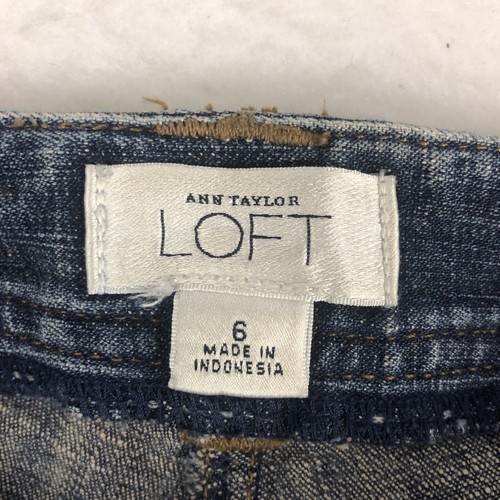 ANN TAYLOR
LOFT
6
MADE IN
INDONESIA